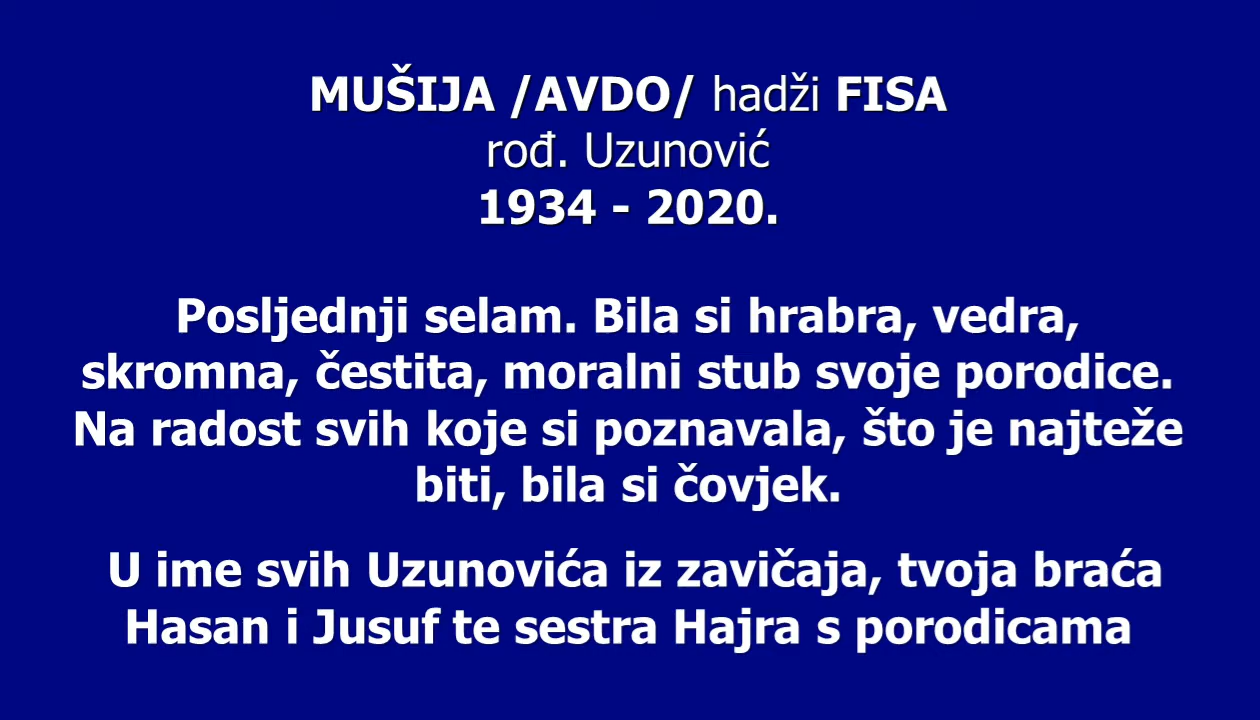 MUŠIJA /AVDO/ hadži FISA
rođ. Uzunović
1934 - 2020.
Posljednji selam. Bila si hrabra, vedra,
skromna, čestita, moralni stub svoje porodice.
Na radost svih koje si poznavala, što je najteže
biti, bila si čovjek.
U ime svih Uzunovića iz zavičaja, tvoja braća
Hasan i Jusuf te sestra Hajra s porodicama